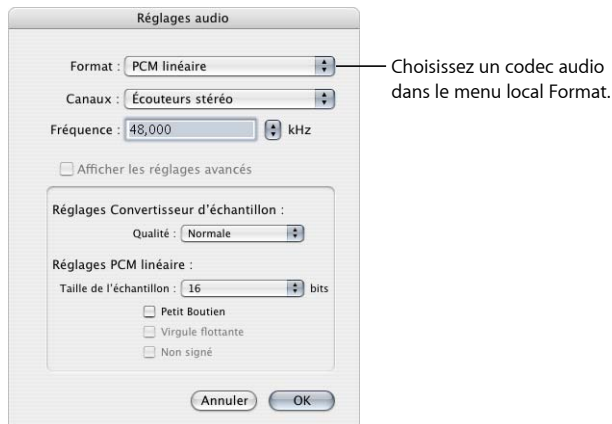 Réglages audio
Format : PCM linéaire
Choisissez un codec audio
dans le menu local Format.
Canaux : Écouteurs stéréo
Fréquence : 48,000 kHz
Afficher les réglages avancés
Réglages Convertisseur d'échantillon :
Qualité : Normale
Réglages PCM linéaire :
Taille de l'échantillon : 16 bits
Petit Boutien
Virgule flottante
Non signé
Annuler OK